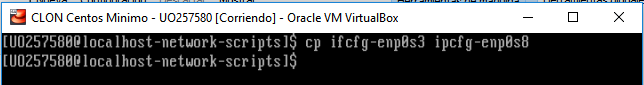 CLON Centos Minimo - UO257580 [Corriendo] - Oracle VM VirtualBox
[UO257580@localhost-network-scripts]$ cp ifcfg-enp0s3 ipcfg-enp0s8
[UO257580@localhost-network-scripts]$